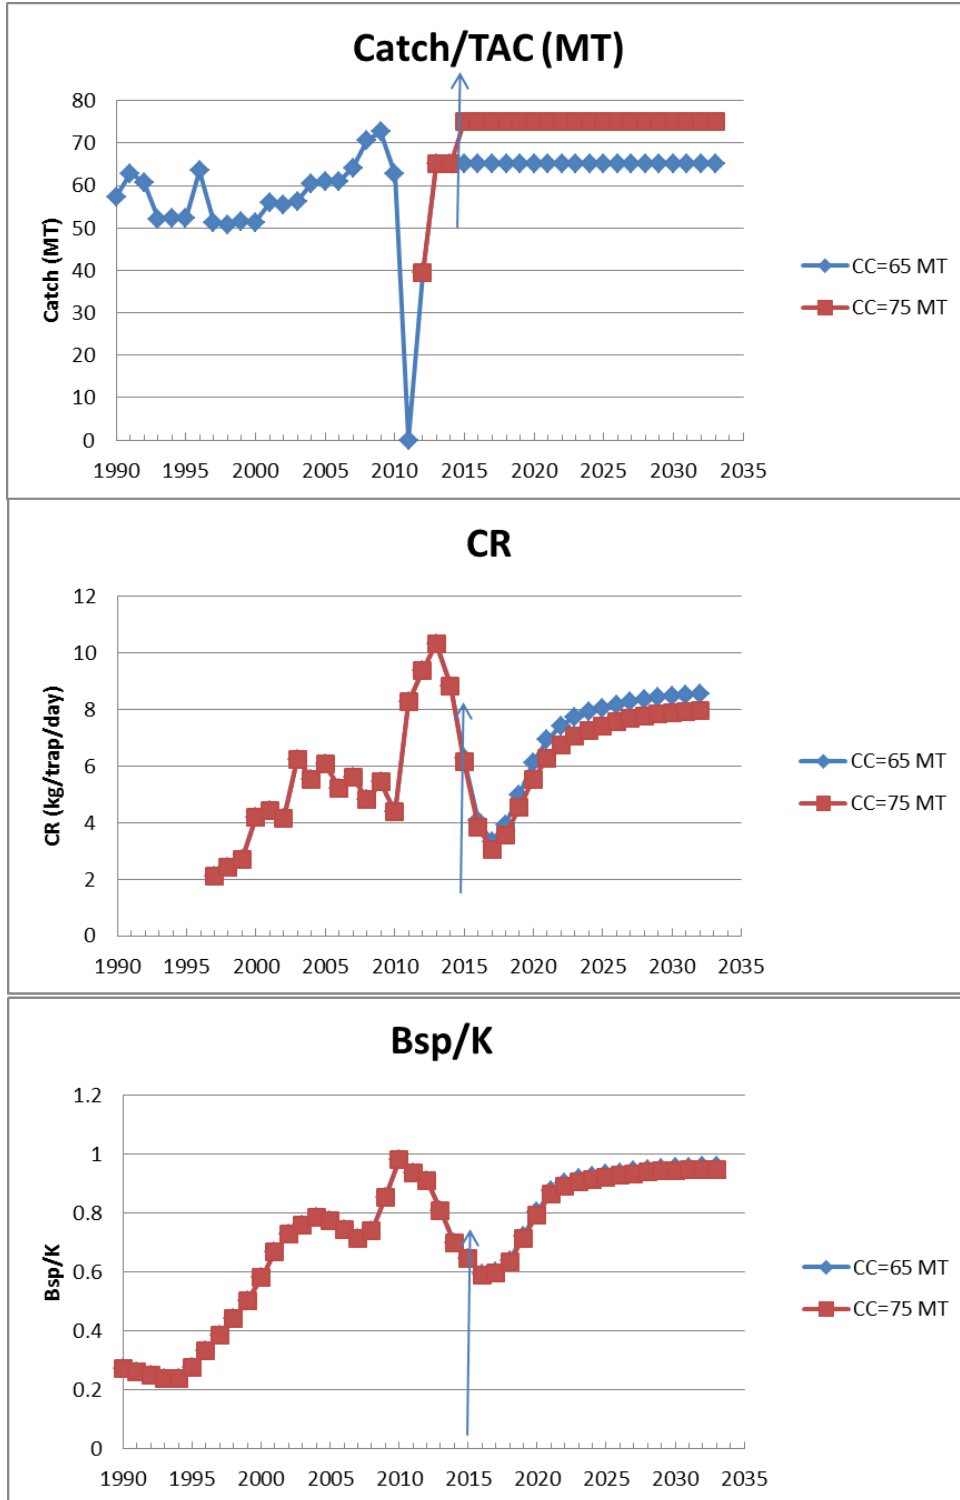 Catch/TAC (MT)
80
70
60
50
40
30
20
10
0
Catch (MT)
1990 1995 2000 2005 2010 2015 2020 2025 2030 2035
CC=65 MT
CC=75 MT
CR
12
10
8
6
4
2
0
CR (kg/trap/day)
1990 1995 2000 2005 2010 2015 2020 2025 2030 2035
CC=65 MT
CC=75 MT
Bsp/K
1.2
1
0.8
0.6
0.4
0.2
0
Bsp/K
1990 1995 2000 2005 2010 2015 2020 2025 2030 2035
CC=65 MT
CC=75 MT